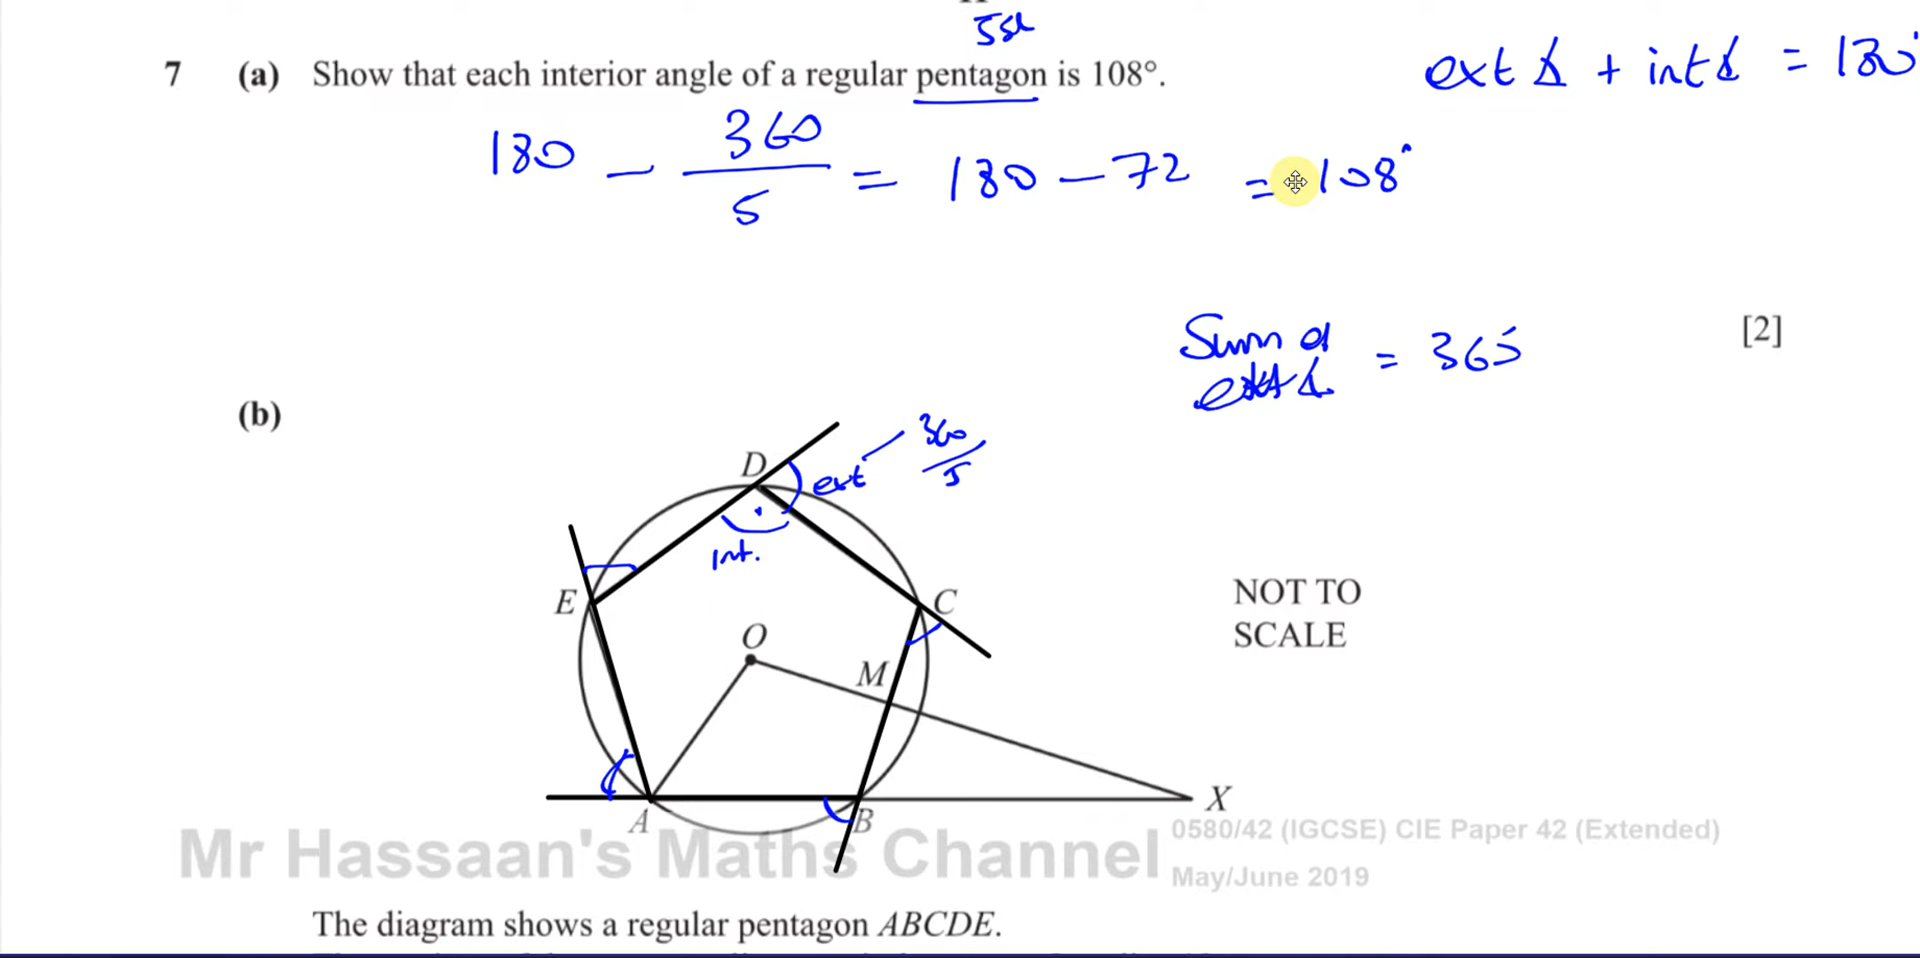 5sd
7 (a) Show that each interior angle of a regular pentagon is 108°.
ext ∡ + int ∡ = 180°
180 - 360/5 = 180 - 72 = 108°
[2]
Sum of
ext ∡ = 360
(b)
D
ext
360/5
Int.
E
C
O
M
NOT TO
SCALE
A
B
X
Mr Hassaan's Maths Channel
0580/42 (IGCSE) CIE Paper 42 (Extended)
May/June 2019
The diagram shows a regular pentagon ABCDE.